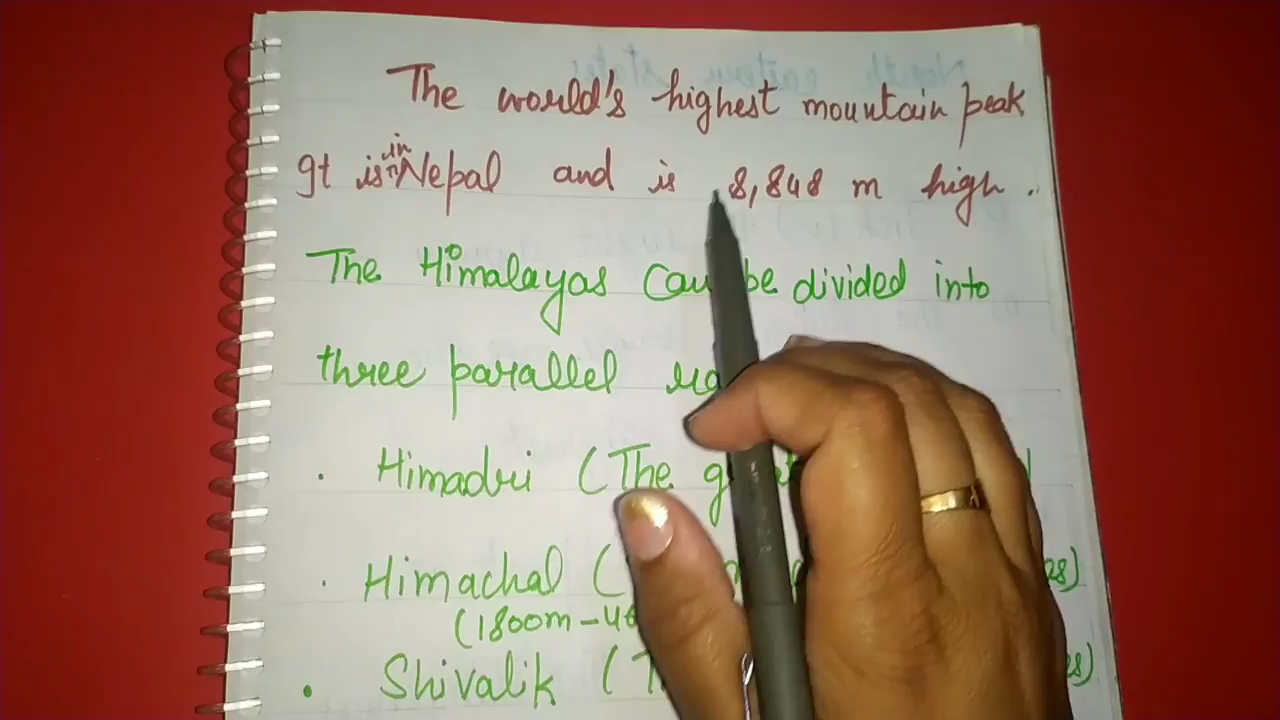 The world's highest mountain peak
It is in Nepal and is 8,848 m high.
The Himalayas can be divided into
three parallel
. Himadri (The
. Himachal (
(1800m-
. Shivalik (